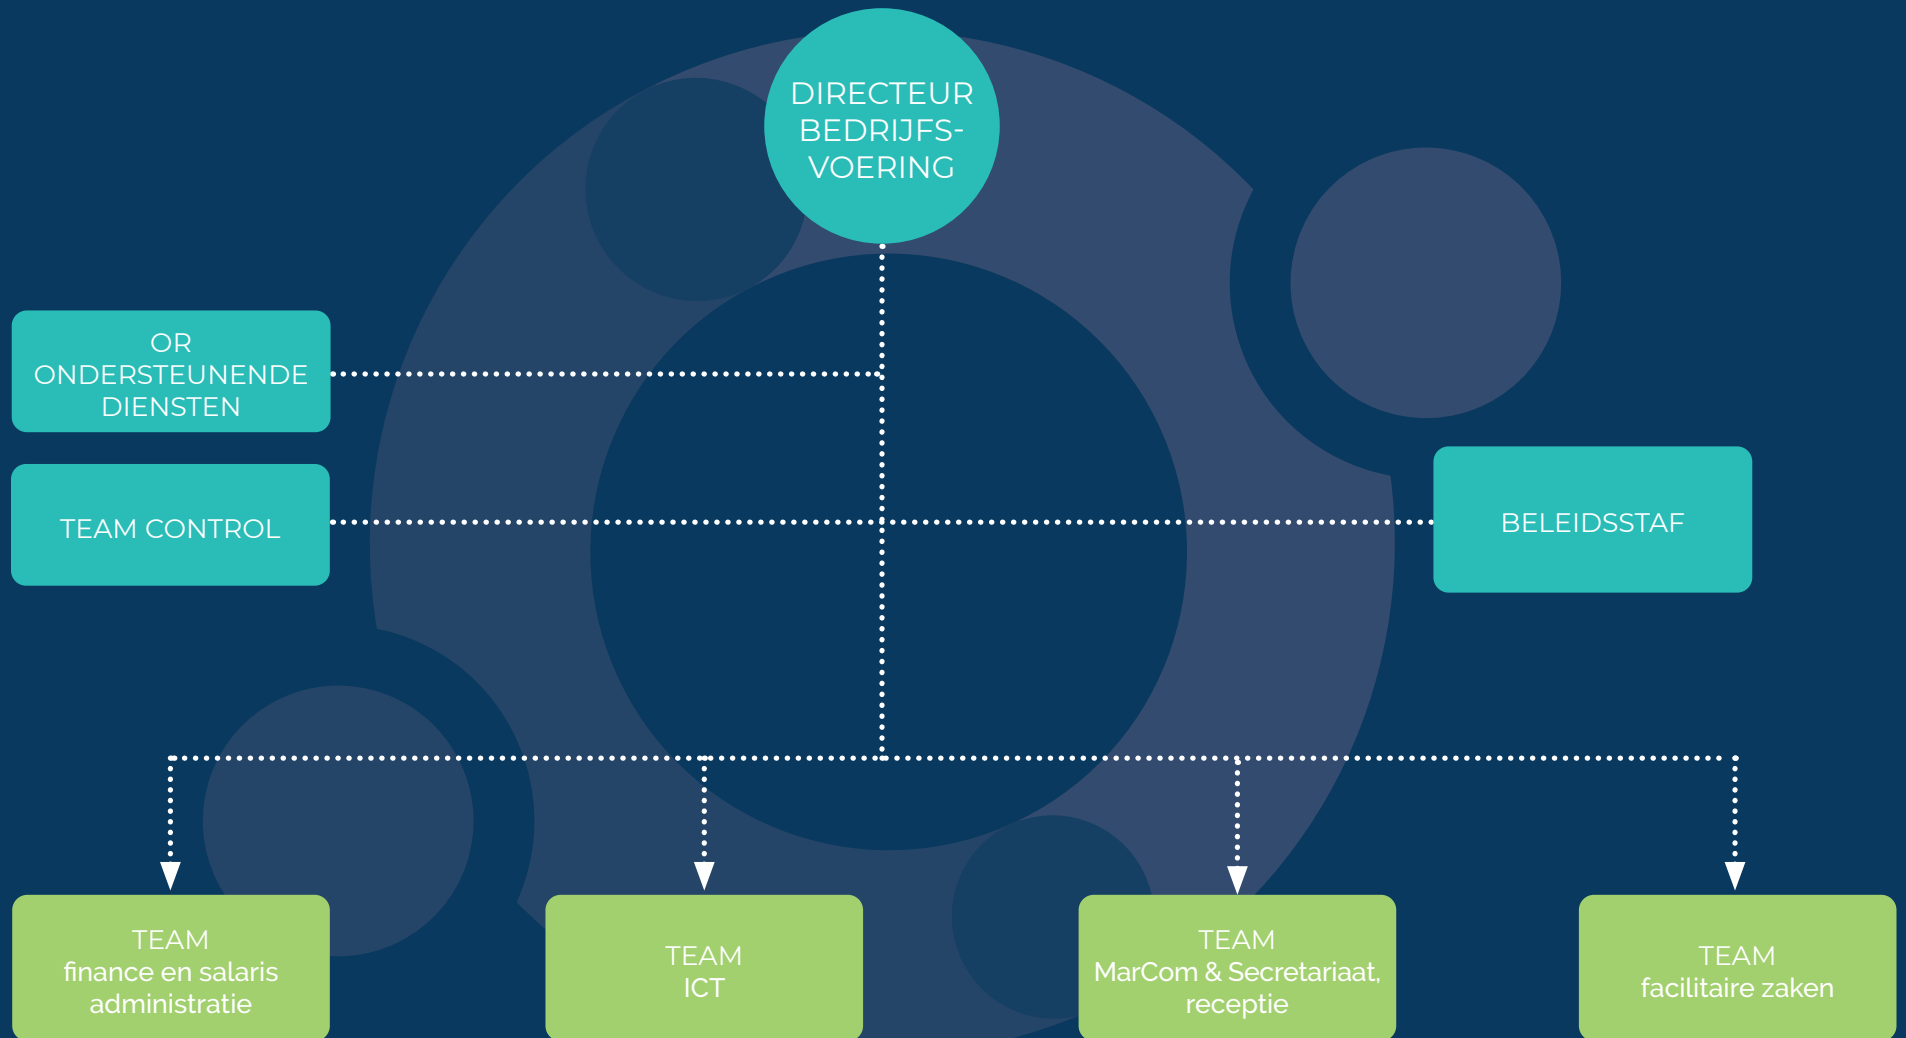 DIRECTEUR
BEDRIJFS-
VOERING
OR
ONDERSTEUNENDE
DIENSTEN
TEAM CONTROL
BELEIDSSTAF
TEAM
finance en salaris
administratie
TEAM
ICT
TEAM
MarCom & Secretariaat,
receptie
TEAM
facilitaire zaken